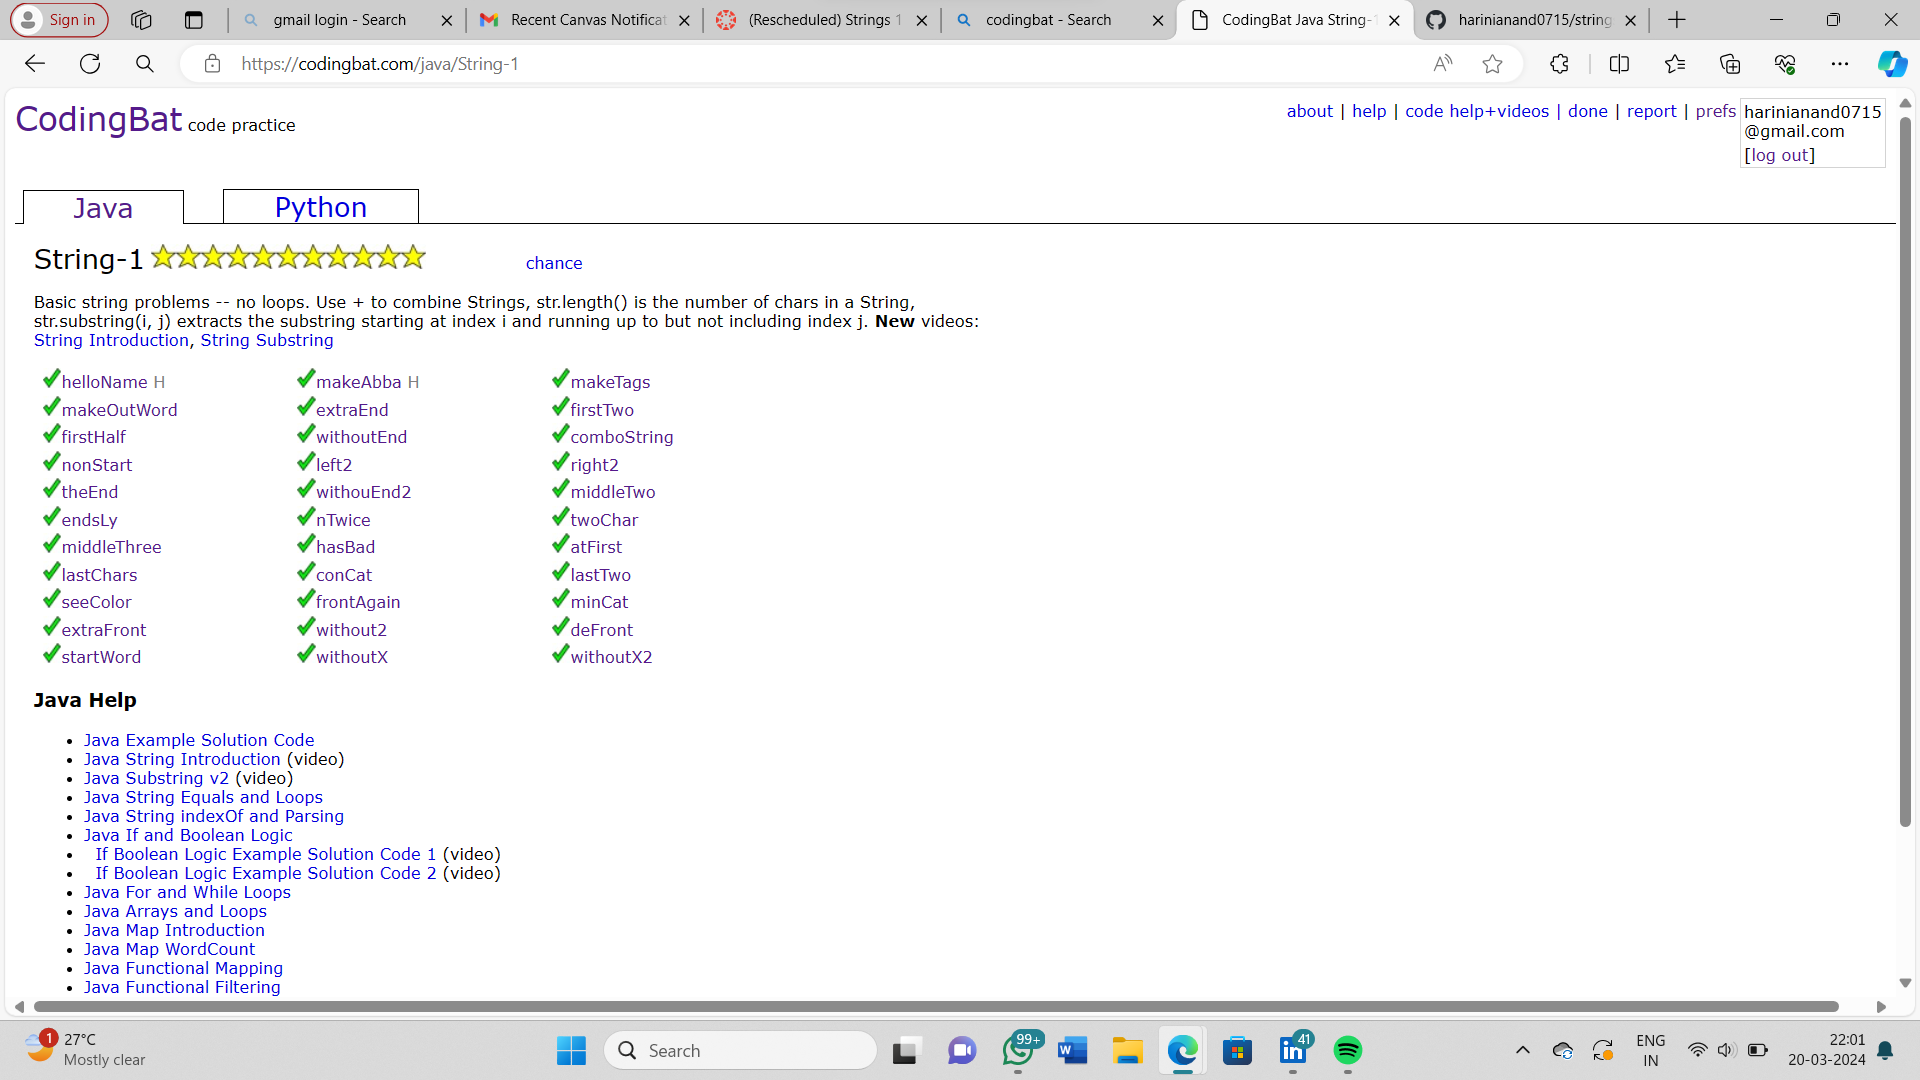 Sign in
gmail login - Search
Recent Canvas Notificat
(Rescheduled) Strings 1
codingbat - Search
CodingBat Java String-1
harinianand0715/string
https://codingbat.com/java/String-1
CodingBat code practice
about | help | code help+videos | done | report | prefs
harinianand0715
@gmail.com
[log out]
Java
Python
String-1
chance
Basic string problems -- no loops. Use + to combine Strings, str.length() is the number of chars in a String,
str.substring(i, j) extracts the substring starting at index i and running up to but not including index j. New videos:
String Introduction, String Substring
helloName H makeAbba H makeTags
makeOutWord extraEnd firstTwo
firstHalf withoutEnd comboString
nonStart left2 right2
theEnd withouEnd2 middleTwo
endsLy nTwice twoChar
middleThree hasBad atFirst
lastChars conCat lastTwo
seeColor frontAgain minCat
extraFront without2 deFront
startWord withoutX withoutX2
Java Help
• Java Example Solution Code
• Java String Introduction (video)
• Java Substring v2 (video)
• Java String Equals and Loops
• Java String indexOf and Parsing
• Java If and Boolean Logic
• If Boolean Logic Example Solution Code 1 (video)
• If Boolean Logic Example Solution Code 2 (video)
• Java For and While Loops
• Java Arrays and Loops
• Java Map Introduction
• Java Map WordCount
• Java Functional Mapping
• Java Functional Filtering
1
27°C
Mostly clear
Search
99+
41
ENG
IN
22:01
20-03-2024